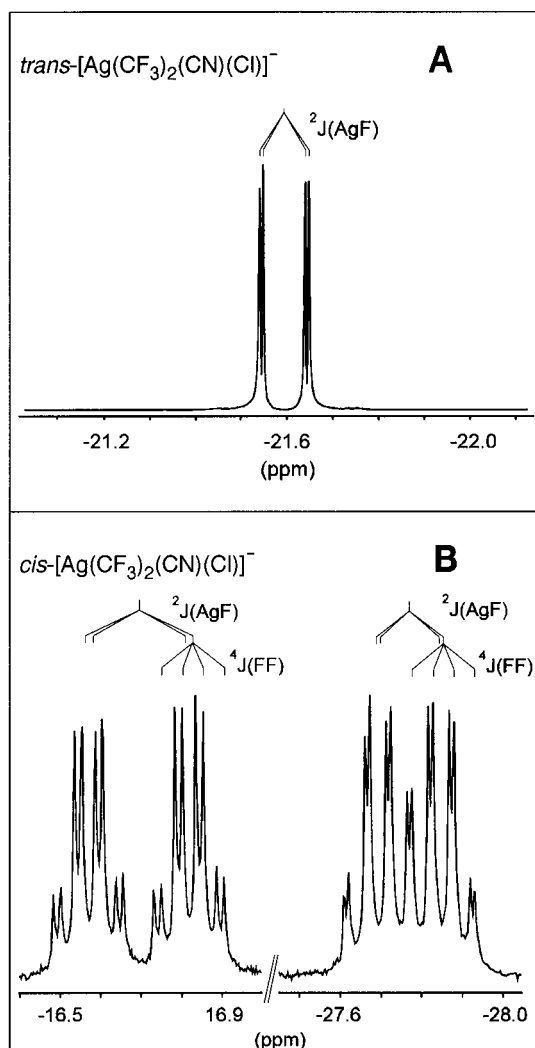 A
trans-[Ag(CF₃)₂(CN)(Cl)]⁻
²J(AgF)
-21.2 -21.6 -22.0
(ppm)
cis-[Ag(CF₃)₂(CN)(Cl)]⁻
B
²J(AgF) ²J(AgF)
⁴J(FF) ⁴J(FF)
-16.5 -16.9 -27.6 -28.0
(ppm) (ppm)